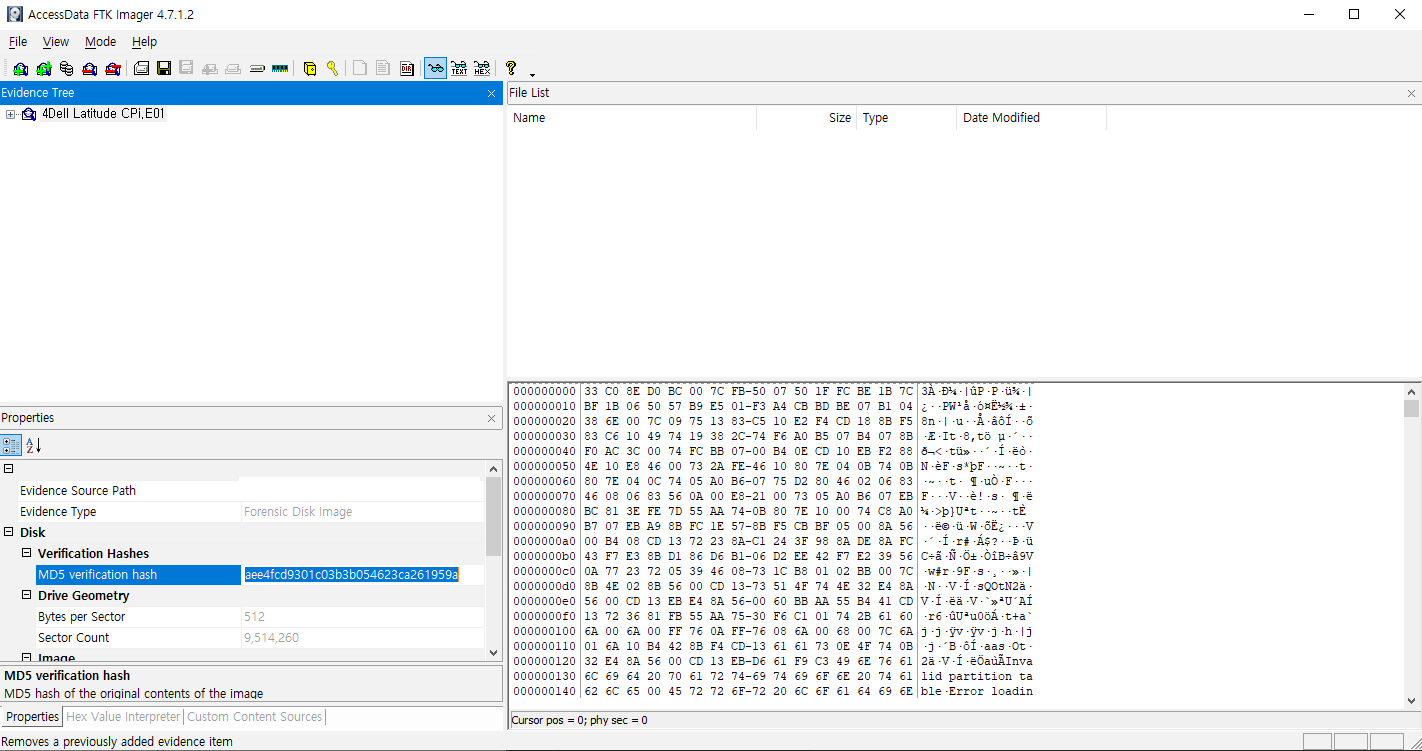 AccessData FTK Imager 4.7.1.2
File View Mode Help
Evidence Tree
4Dell Latitude CPi,E01
File List
Name Size Type Date Modified
Properties
Evidence Source Path
Evidence Type Forensic Disk Image
Disk
Verification Hashes
MD5 verification hash aee4fcd9301c03b3b054623ca261959a
Drive Geometry
Bytes per Sector 512
Sector Count 9,514,260
Image
MD5 verification hash
MD5 hash of the original contents of the image
Properties Hex Value Interpreter Custom Content Sources
Removes a previously added evidence item
000000000 33 C0 8E D0 BC 00 7C FB-50 07 50 1F FC BE 1B 7C 3À·Ð¼·|ûP·P·ü¾·|
000000010 BF 1B 06 50 57 B9 E5 01-F3 A4 CB BD BE 07 B1 04 ¿··PW¹å·ó¤Ë½¾·±·
000000020 38 6E 00 7C 09 75 13 83-C5 10 E2 F4 CD 18 8B F5 8n·|·u··Å·âôÍ··õ
000000030 83 C6 10 49 74 19 38 2C-74 F6 A0 B5 07 B4 07 8B ·Æ·It·8,tö µ·´··
000000040 F0 AC 3C 00 74 FC BB 07-00 B4 0E CD 10 EB F2 88 ð¬<·tü»··´·Í·ëò·
000000050 4E 10 E8 46 00 73 2A FE-46 10 80 7E 04 0B 74 0B N·èF·s*þF··~··t·
000000060 80 7E 04 0C 74 05 A0 B6-07 75 D2 80 46 02 06 83 ·~··t· ¶·uÒ·F···
000000070 46 08 06 83 56 0A 00 E8-21 00 73 05 A0 B6 07 EB F···V··è!·s· ¶·ë
000000080 BC 81 3E FE 7D 55 AA 74-0B 80 7E 10 00 74 C8 A0 ¼·>þ}Uªt··~··tÈ
000000090 B7 07 EB A9 8B FC 1E 57-8B F5 CB BF 05 00 8A 56 ··ë©·ü·W·õË¿···V
0000000a0 00 B4 08 CD 13 72 23 8A-C1 24 3F 98 8A DE 8A FC ·´·Í·r#·Á$?··Þ·ü
0000000b0 43 F7 E3 8B D1 86 D6 B1-06 D2 EE 42 F7 E2 39 56 C÷ã·Ñ·Ö±·ÒîB÷â9V
0000000c0 0A 77 23 72 05 39 46 08-73 1C B8 01 02 BB 00 7C ·w#r·9F·s·¸··»·|
0000000d0 8B 4E 02 8B 56 00 CD 13-73 51 4F 74 4E 32 E4 8A ·N··V·Í·sQOtN2ä·
0000000e0 56 00 CD 13 EB E4 8A 56-00 60 BB AA 55 B4 41 CD V·Í·ëä·V·`»ªU´AÍ
0000000f0 13 72 36 81 FB 55 AA 75-30 F6 C1 01 74 2B 61 60 ·r6·ûUªu0öÁ·t+a`
000000100 6A 00 6A 00 FF 76 0A FF-76 08 6A 00 68 00 7C 6A j·j·ÿv·ÿv·j·h·|j
000000110 01 6A 10 B4 42 8B F4 CD-13 61 61 73 0E 4F 74 0B ·j·´B·ôÍ·aas·Ot·
000000120 32 E4 8A 56 00 CD 13 EB-D6 61 F9 C3 49 6E 76 61 2ä·V·Í·ëÖaùÃInva
000000130 6C 69 64 20 70 61 72 74-69 74 69 6F 6E 20 74 61 lid partition ta
000000140 62 6C 65 00 45 72 72 6F-72 20 6C 6F 61 64 69 6E ble·Error loadin
Cursor pos = 0; phy sec = 0